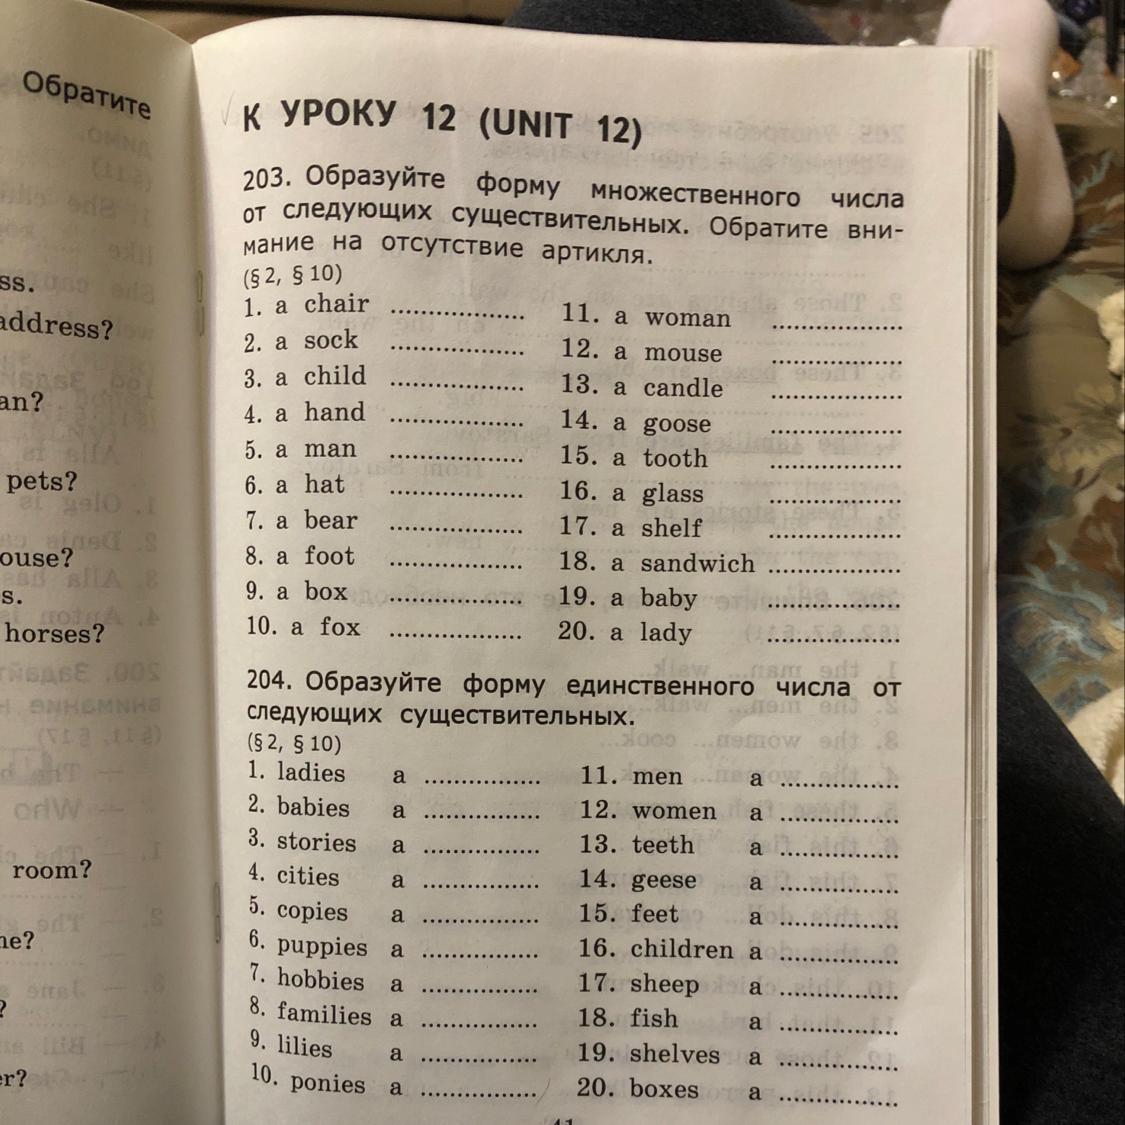 Обратите
ss.
address?
an?
pets?
ouse?
s.
horses?
room?
ne?
?
er?
К УРОКУ 12 (UNIT 12)
203. Образуйте форму множественного числа
от следующих существительных. Обратите вни-
мание на отсутствие артикля.
(§ 2, § 10)
1. a chair ....................
2. a sock ....................
3. a child ....................
4. a hand ....................
5. a man ....................
6. a hat ....................
7. a bear ....................
8. a foot ....................
9. a box ....................
10. a fox ....................
11. a woman ....................
12. a mouse ....................
13. a candle ....................
14. a goose ....................
15. a tooth ....................
16. a glass ....................
17. a shelf ....................
18. a sandwich ....................
19. a baby ....................
20. a lady ....................
204. Образуйте форму единственного числа от
следующих существительных.
(§ 2, § 10)
1. ladies a ..................
2. babies a ..................
3. stories a ..................
4. cities a ..................
5. copies a ..................
6. puppies a ..................
7. hobbies a ..................
8. families a ..................
9. lilies a ..................
10. ponies a ..................
11. men a ..................
12. women a ..................
13. teeth a ..................
14. geese a ..................
15. feet a ..................
16. children a ..................
17. sheep a ..................
18. fish a ..................
19. shelves a ..................
20. boxes a ..................